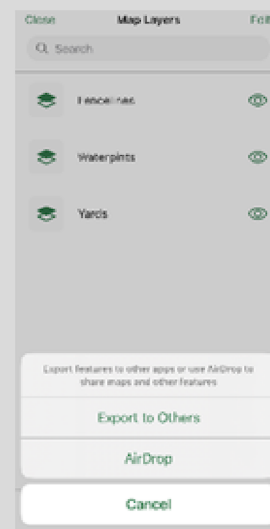 Close Map Layers Edit
Search
Fencelines
Waterpints
Yards
Export features to other apps or use AirDrop to
share maps and other features
Export to Others
AirDrop
Cancel